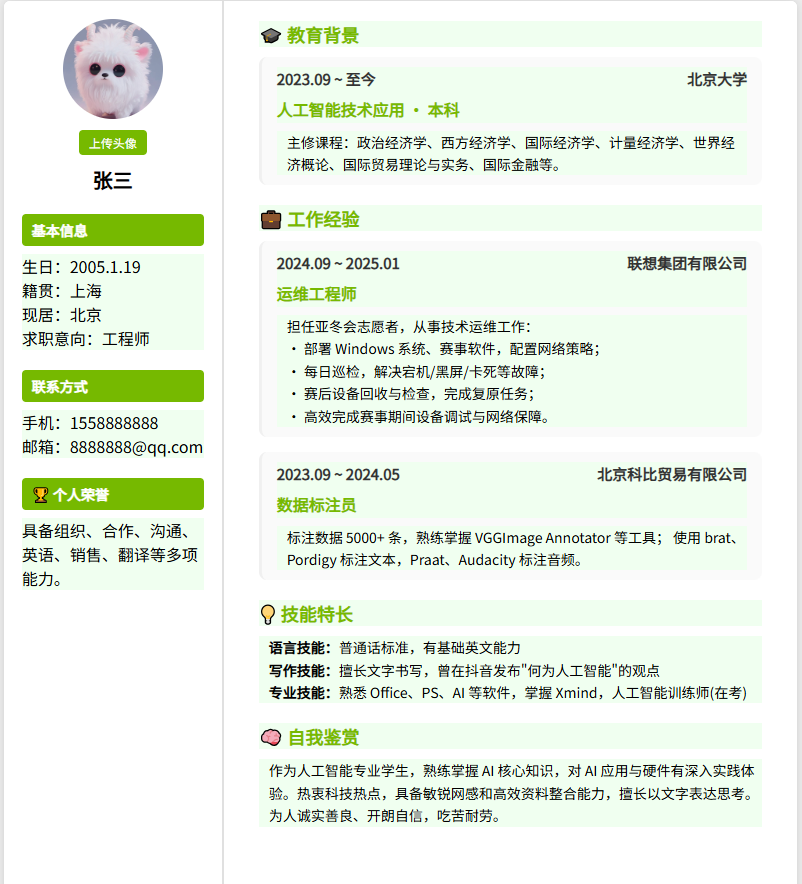 上传头像
张三
基本信息
生日：2005.1.19
籍贯：上海
现居：北京
求职意向：工程师
联系方式
手机：1558888888
邮箱：8888888@qq.com
个人荣誉
具备组织、合作、沟通、
英语、销售、翻译等多项
能力。
教育背景
2023.09 ~ 至今 北京大学
人工智能技术应用 · 本科
主修课程：政治经济学、西方经济学、国际经济学、计量经济学、世界经
济概论、国际贸易理论与实务、国际金融等。
工作经验
2024.09 ~ 2025.01 联想集团有限公司
运维工程师
担任亚冬会志愿者，从事技术运维工作：
· 部署 Windows 系统、赛事软件，配置网络策略；
· 每日巡检，解决宕机/黑屏/卡死等故障；
· 赛后设备回收与检查，完成复原任务；
· 高效完成赛事期间设备调试与网络保障。
2023.09 ~ 2024.05 北京科比贸易有限公司
数据标注员
标注数据 5000+ 条，熟练掌握 VGGImage Annotator 等工具； 使用 brat、
Pordigy 标注文本，Praat、Audacity 标注音频。
技能特长
语言技能：普通话标准，有基础英文能力
写作技能：擅长文字书写，曾在抖音发布"何为人工智能"的观点
专业技能：熟悉 Office、PS、AI 等软件，掌握 Xmind，人工智能训练师(在考)
自我鉴赏
作为人工智能专业学生，熟练掌握 AI 核心知识，对 AI 应用与硬件有深入实践体
验。热衷科技热点，具备敏锐网感和高效资料整合能力，擅长以文字表达思考。
为人诚实善良、开朗自信，吃苦耐劳。